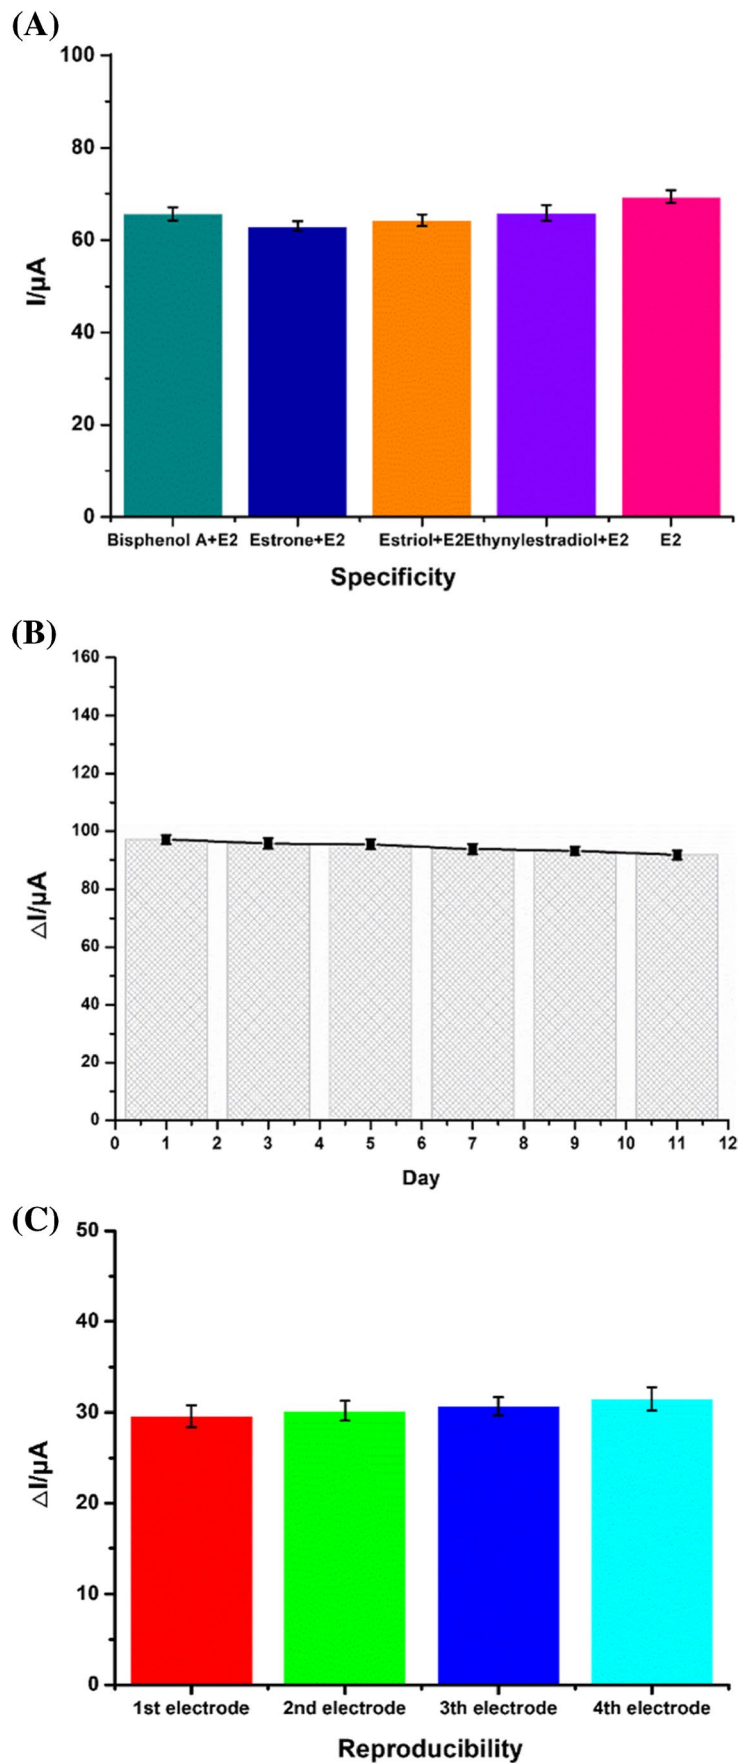 (A)
100
80
60
40
20
0
I/µA
Bisphenol A+E2 Estrone+E2 Estriol+E2 Ethynylestradiol+E2 E2
Specificity
(B)
160
140
120
100
80
60
40
20
0
△I/µA
0 1 2 3 4 5 6 7 8 9 10 11 12
Day
(C)
50
40
30
20
10
0
△I/µA
1st electrode 2nd electrode 3th electrode 4th electrode
Reproducibility